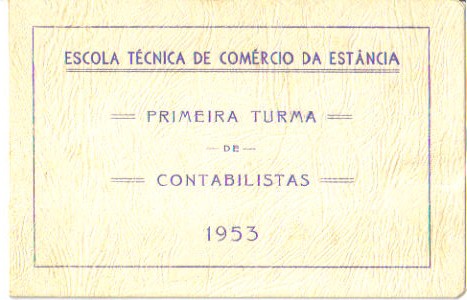 ESCOLA TÉCNICA DE COMÉRCIO DA ESTÂNCIA
PRIMEIRA TURMA
DE
CONTABILISTAS
1953